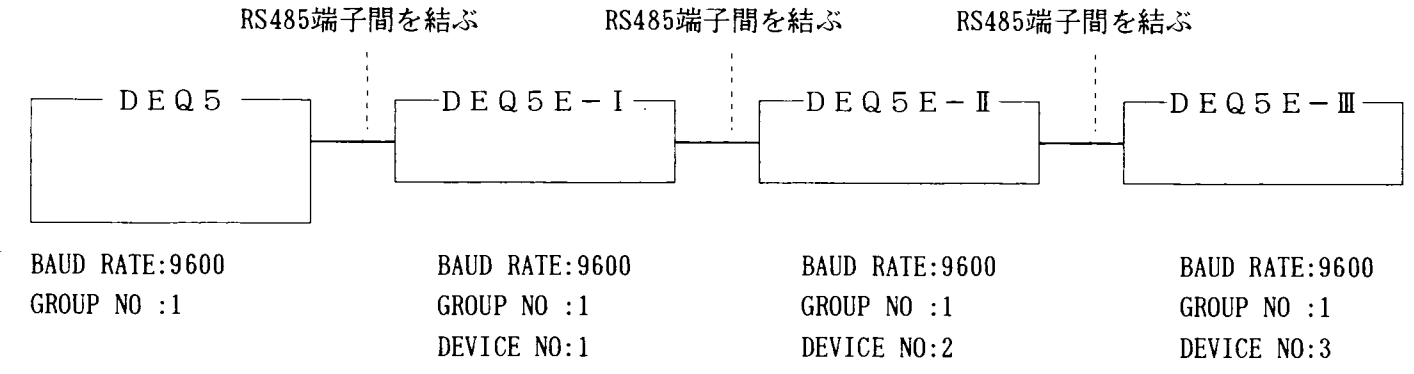 RS485端子間を結ぶ RS485端子間を結ぶ RS485端子間を結ぶ
DEQ5 DEQ5E-Ⅰ DEQ5E-Ⅱ DEQ5E-Ⅲ
BAUD RATE:9600 BAUD RATE:9600 BAUD RATE:9600 BAUD RATE:9600
GROUP NO :1 GROUP NO :1 GROUP NO :1 GROUP NO :1
DEVICE NO:1 DEVICE NO:2 DEVICE NO:3